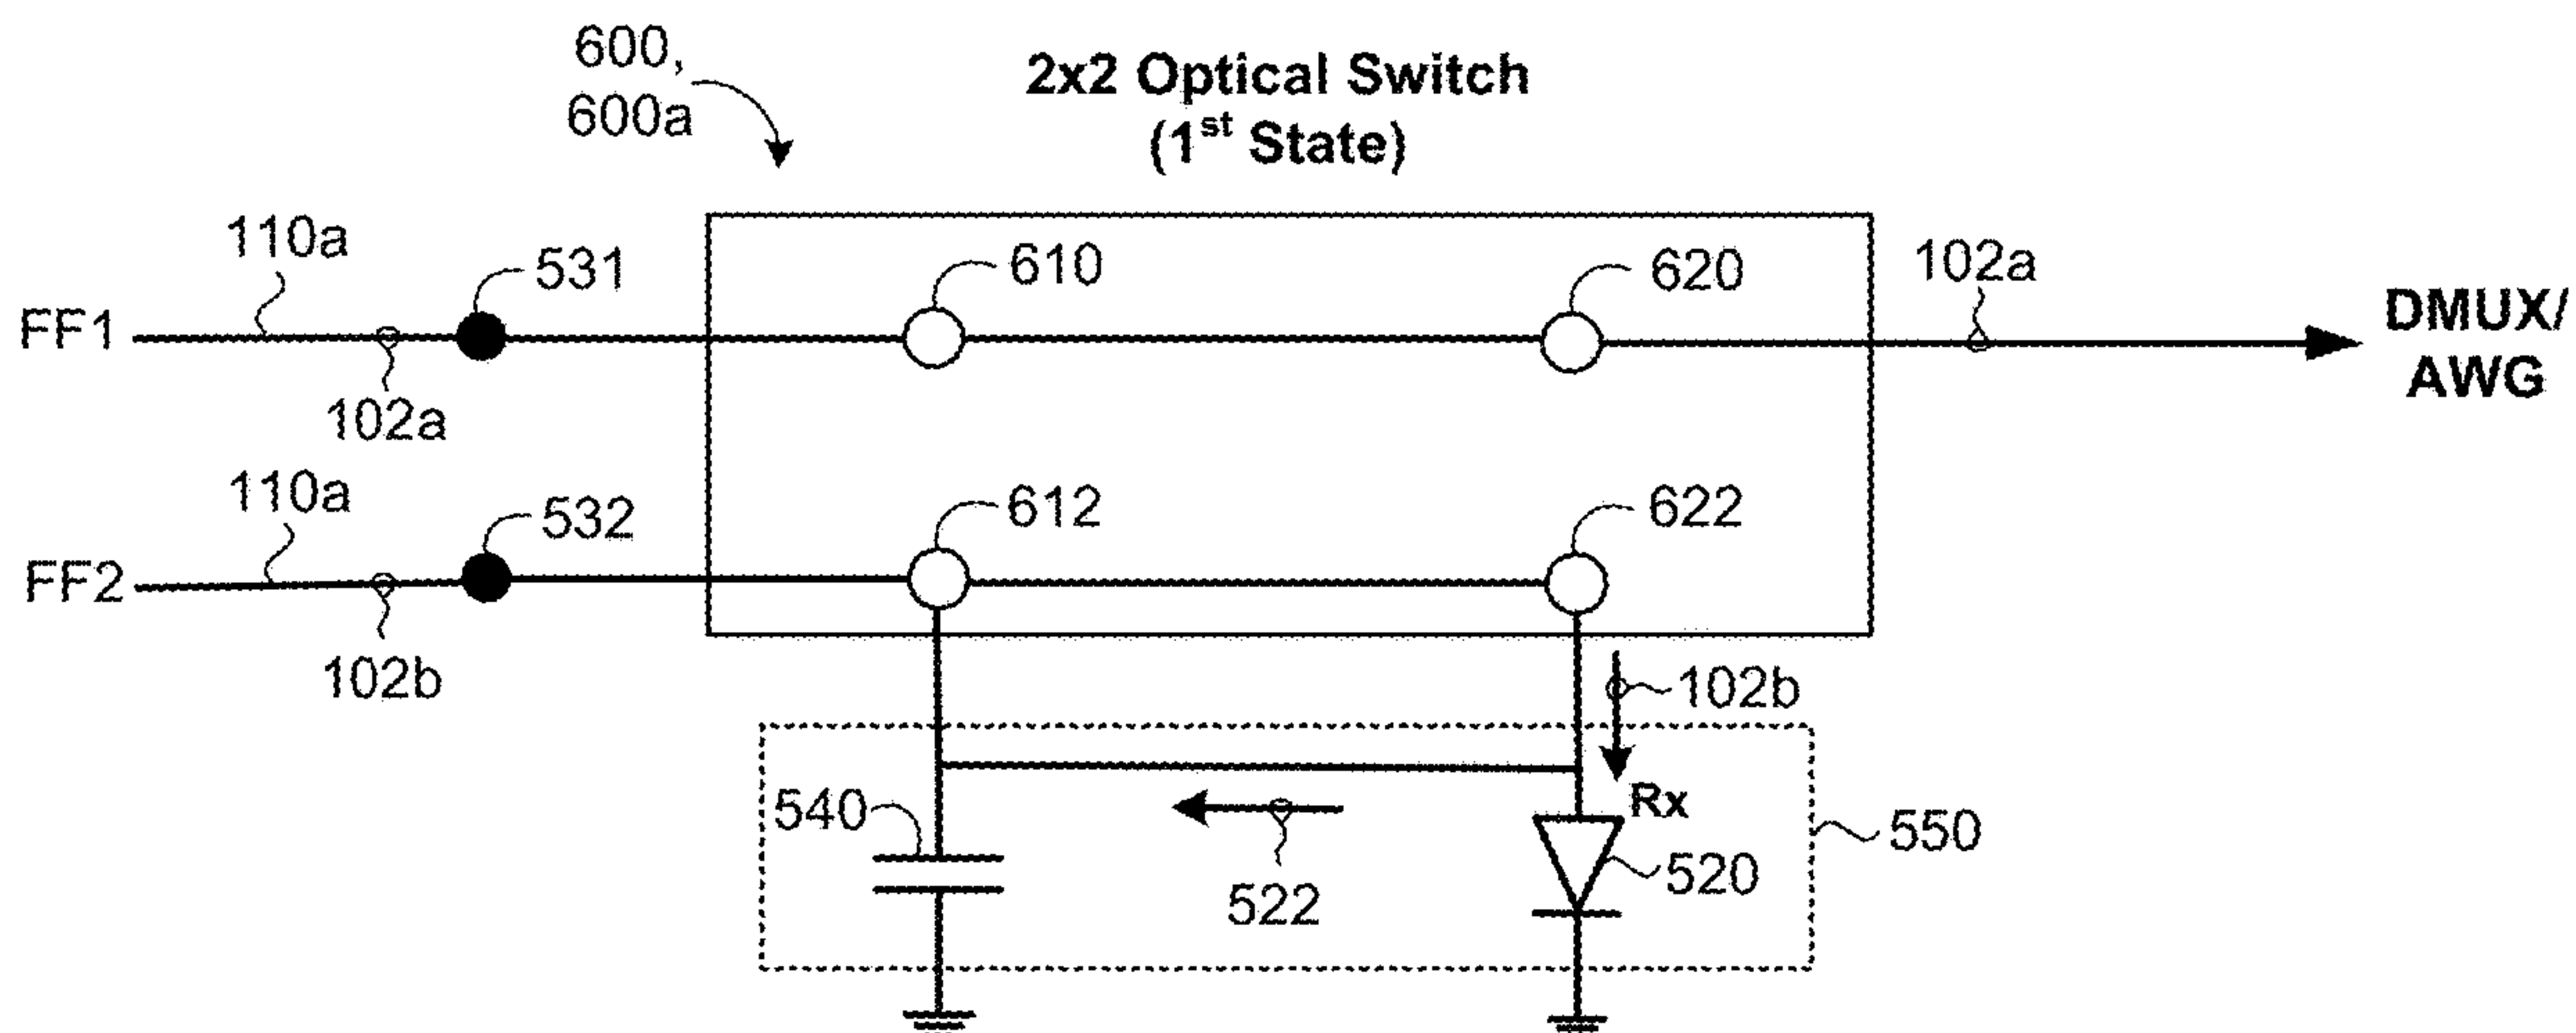 600,
600a
2x2 Optical Switch
(1st State)
110a
531
610
620
102a
FF1
DMUX/
AWG
102a
110a
532
612
622
FF2
102b
102b
540
Rx
520
550
522